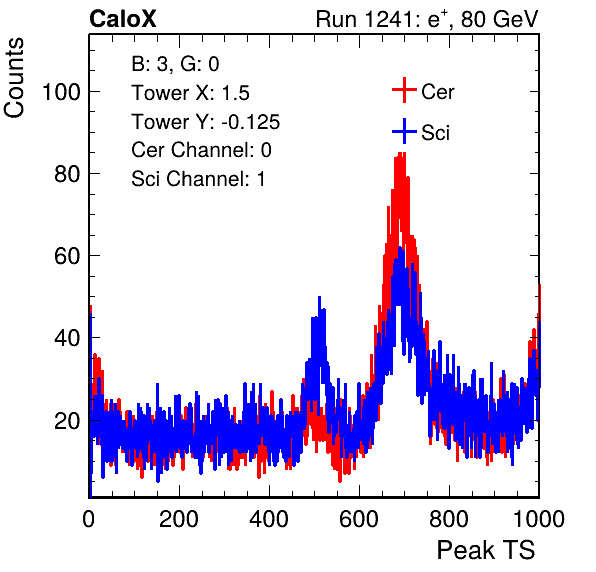 CaloX Run 1241: e⁺, 80 GeV
Counts
B: 3, G: 0
Tower X: 1.5
Tower Y: -0.125
Cer Channel: 0
Sci Channel: 1
Cer
Sci
100
80
60
40
20
0 200 400 600 800 1000
Peak TS